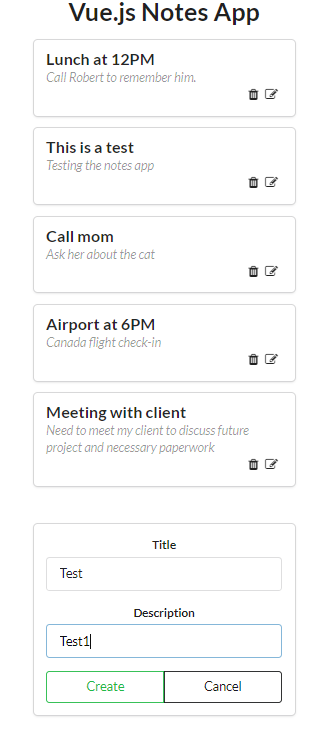 Vue.js Notes App
Lunch at 12PM
Call Robert to remember him.
This is a test
Testing the notes app
Call mom
Ask her about the cat
Airport at 6PM
Canada flight check-in
Meeting with client
Need to meet my client to discuss future
project and necessary paperwork
Title
Test
Description
Test1
Create Cancel